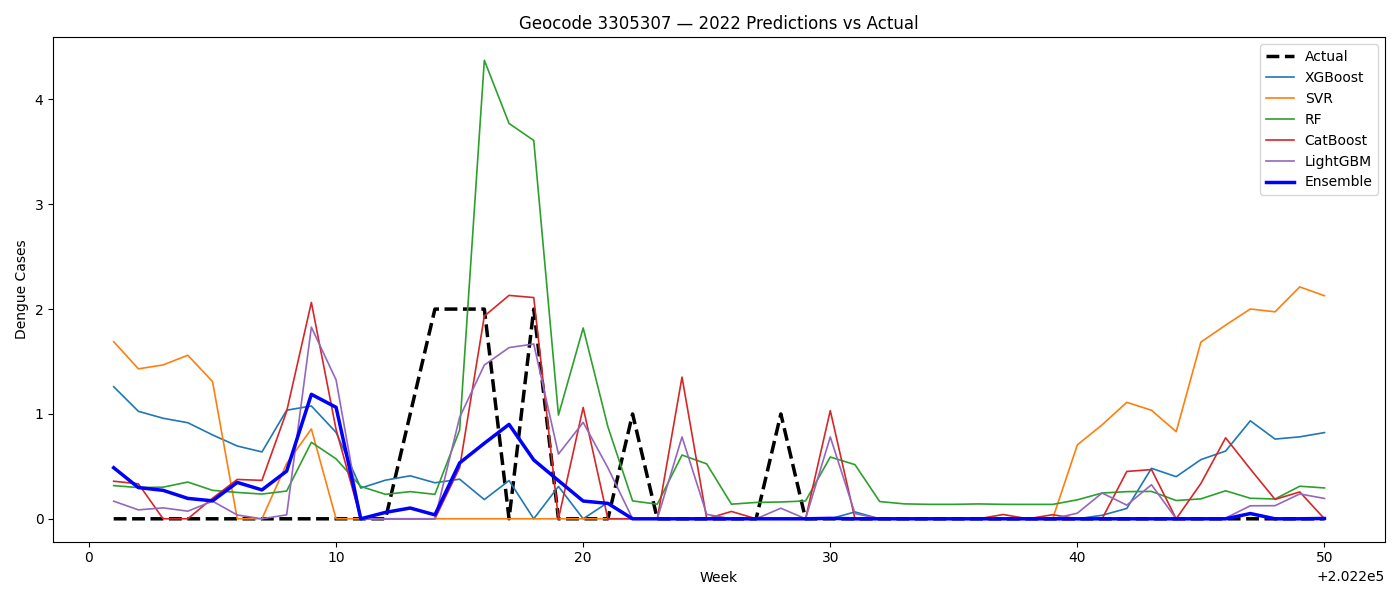 Geocode 3305307 — 2022 Predictions vs Actual
Dengue Cases
4
3
2
1
0
0
10
20
30
40
50
+2.022e5
Week
Actual
XGBoost
SVR
RF
CatBoost
LightGBM
Ensemble